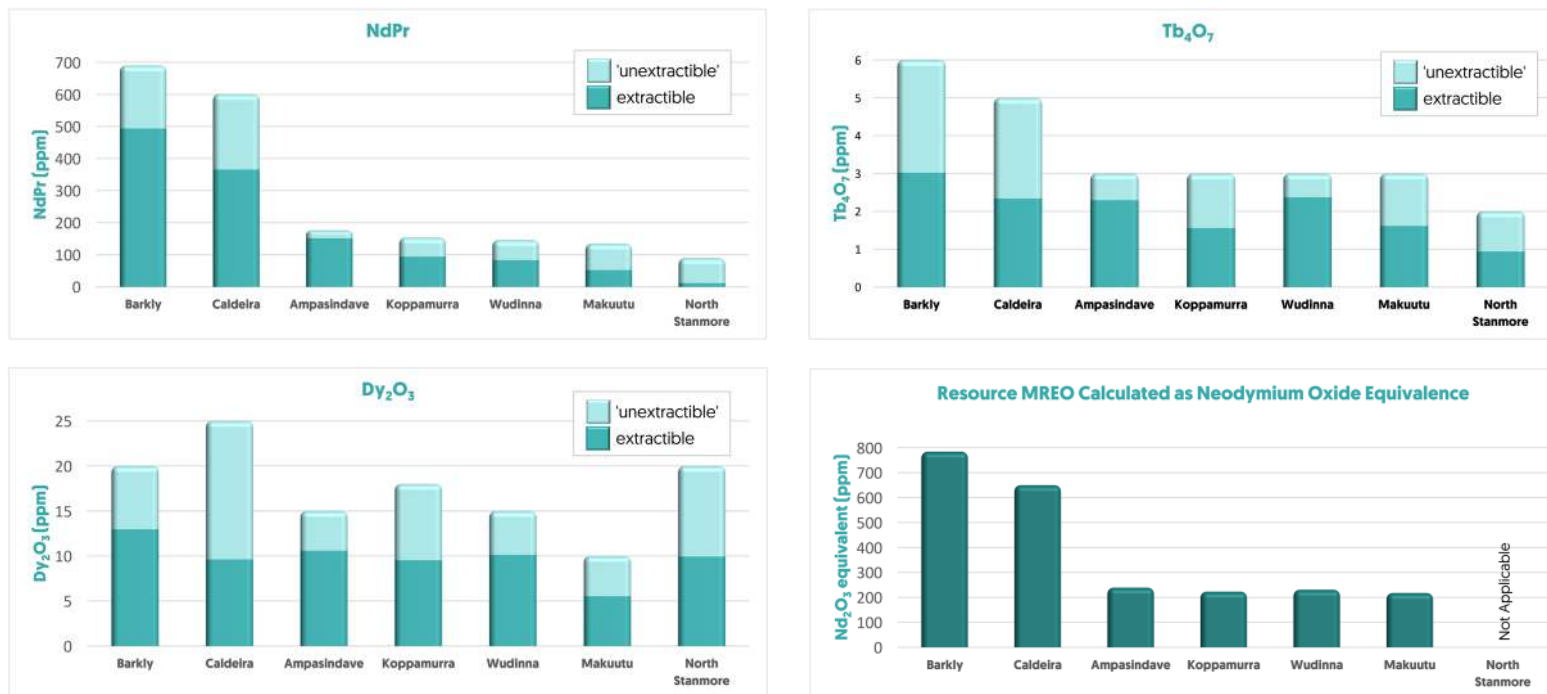 NdPr
'unextractible'
extractible
NdPr (ppm)
700
600
500
400
300
200
100
0
Barkly
Caldeira
Ampasindave
Koppamurra
Wudinna
Makuutu
North
Stanmore
Tb₄O₇
'unextractible'
extractible
Tb₄O₇ (ppm)
6
5
4
3
2
1
0
Barkly
Caldeira
Ampasindave
Koppamurra
Wudinna
Makuutu
North
Stanmore
Dy₂O₃
'unextractible'
extractible
Dy₂O₃ (ppm)
25
20
15
10
5
0
Barkly
Caldeira
Ampasindave
Koppamurra
Wudinna
Makuutu
North
Stanmore
Resource MREO Calculated as Neodymium Oxide Equivalence
Nd₂O₃ equivalent (ppm)
800
700
600
500
400
300
200
100
0
Not Applicable
Barkly
Caldeira
Ampasindave
Koppamurra
Wudinna
Makuutu
North
Stanmore